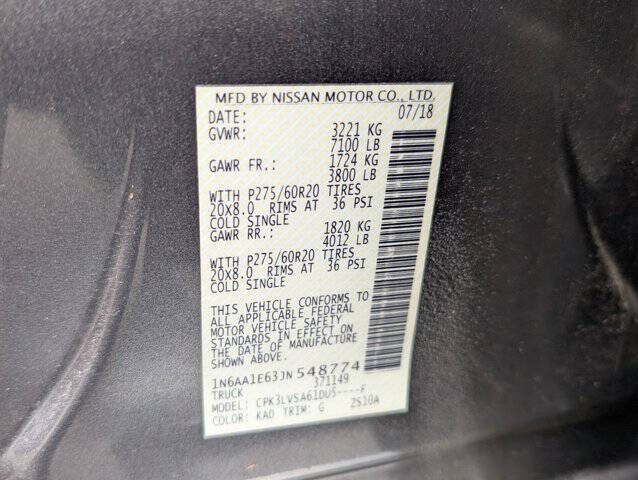 MFD BY NISSAN MOTOR CO., LTD.
DATE: 07/18
GVWR: 3221 KG
7100 LB
GAWR FR.: 1724 KG
3800 LB
WITH P275/60R20 TIRES
20x8.0 RIMS AT 36 PSI
COLD SINGLE
GAWR RR.: 1820 KG
4012 LB
WITH P275/60R20 TIRES
20x8.0 RIMS AT 36 PSI
COLD SINGLE
THIS VEHICLE CONFORMS TO
ALL APPLICABLE FEDERAL
MOTOR VEHICLE SAFETY
STANDARDS IN EFFECT ON
THE DATE OF MANUFACTURE
SHOWN ABOVE.
1N6AA1E63JN548774
TRUCK 371149
MODEL: CPK3LVSA61DU5----F
COLOR: KAD TRIM: G 2S10A